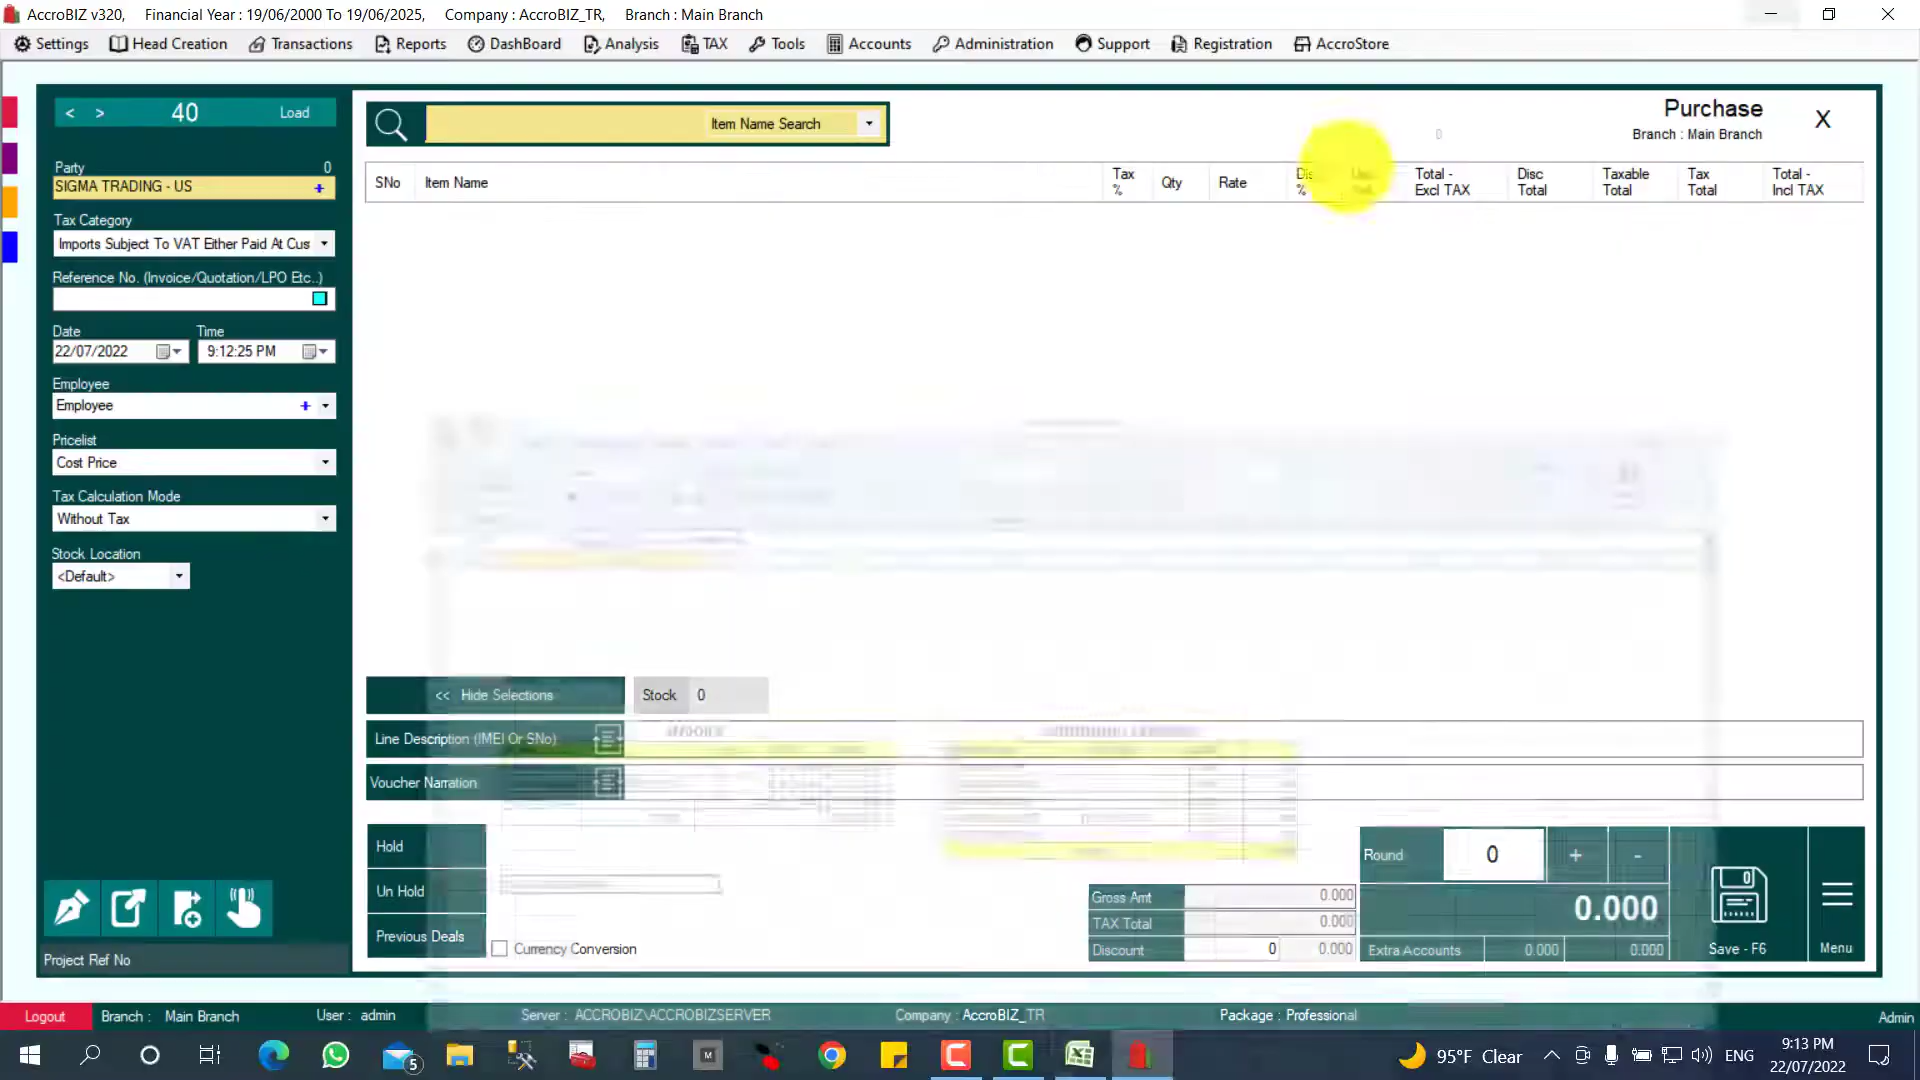 AccroBIZ v320, Financial Year : 19/06/2000 To 19/06/2025, Company : AccroBIZ_TR, Branch : Main Branch
Settings Head Creation Transactions Reports DashBoard Analysis TAX Tools Accounts Administration Support Registration AccroStore
< > 40 Load
Item Name Search
0
Purchase
X
Branch : Main Branch
Party 0
SIGMA TRADING - US +
SNo Item Name Tax % Qty Rate Total - Excl TAX Disc Total Taxable Total Tax Total Total - Incl TAX
Tax Category
Imports Subject To VAT Either Paid At Cus
Reference No. (Invoice/Quotation/LPO Etc..)
Date Time
22/07/2022 9:12:25 PM
Employee
Employee +
Pricelist
Cost Price
Tax Calculation Mode
Without Tax
Stock Location
<Default>
<< Hide Selections Stock 0
Line Description (IMEI Or SNo)
Voucher Narration
Hold
Un Hold
Previous Deals
Currency Conversion
Gross Amt 0.000
TAX Total 0.000
Discount 0 0.000
Round 0 + -
0.000
Extra Accounts 0.000 0.000
Save - F6
Menu
Project Ref No
Logout Branch : Main Branch User : admin Server : ACCROBIZ\ACCROBIZSERVER Company : AccroBIZ_TR Package : Professional Admin
5
M
95°F Clear
ENG
9:13 PM
22/07/2022